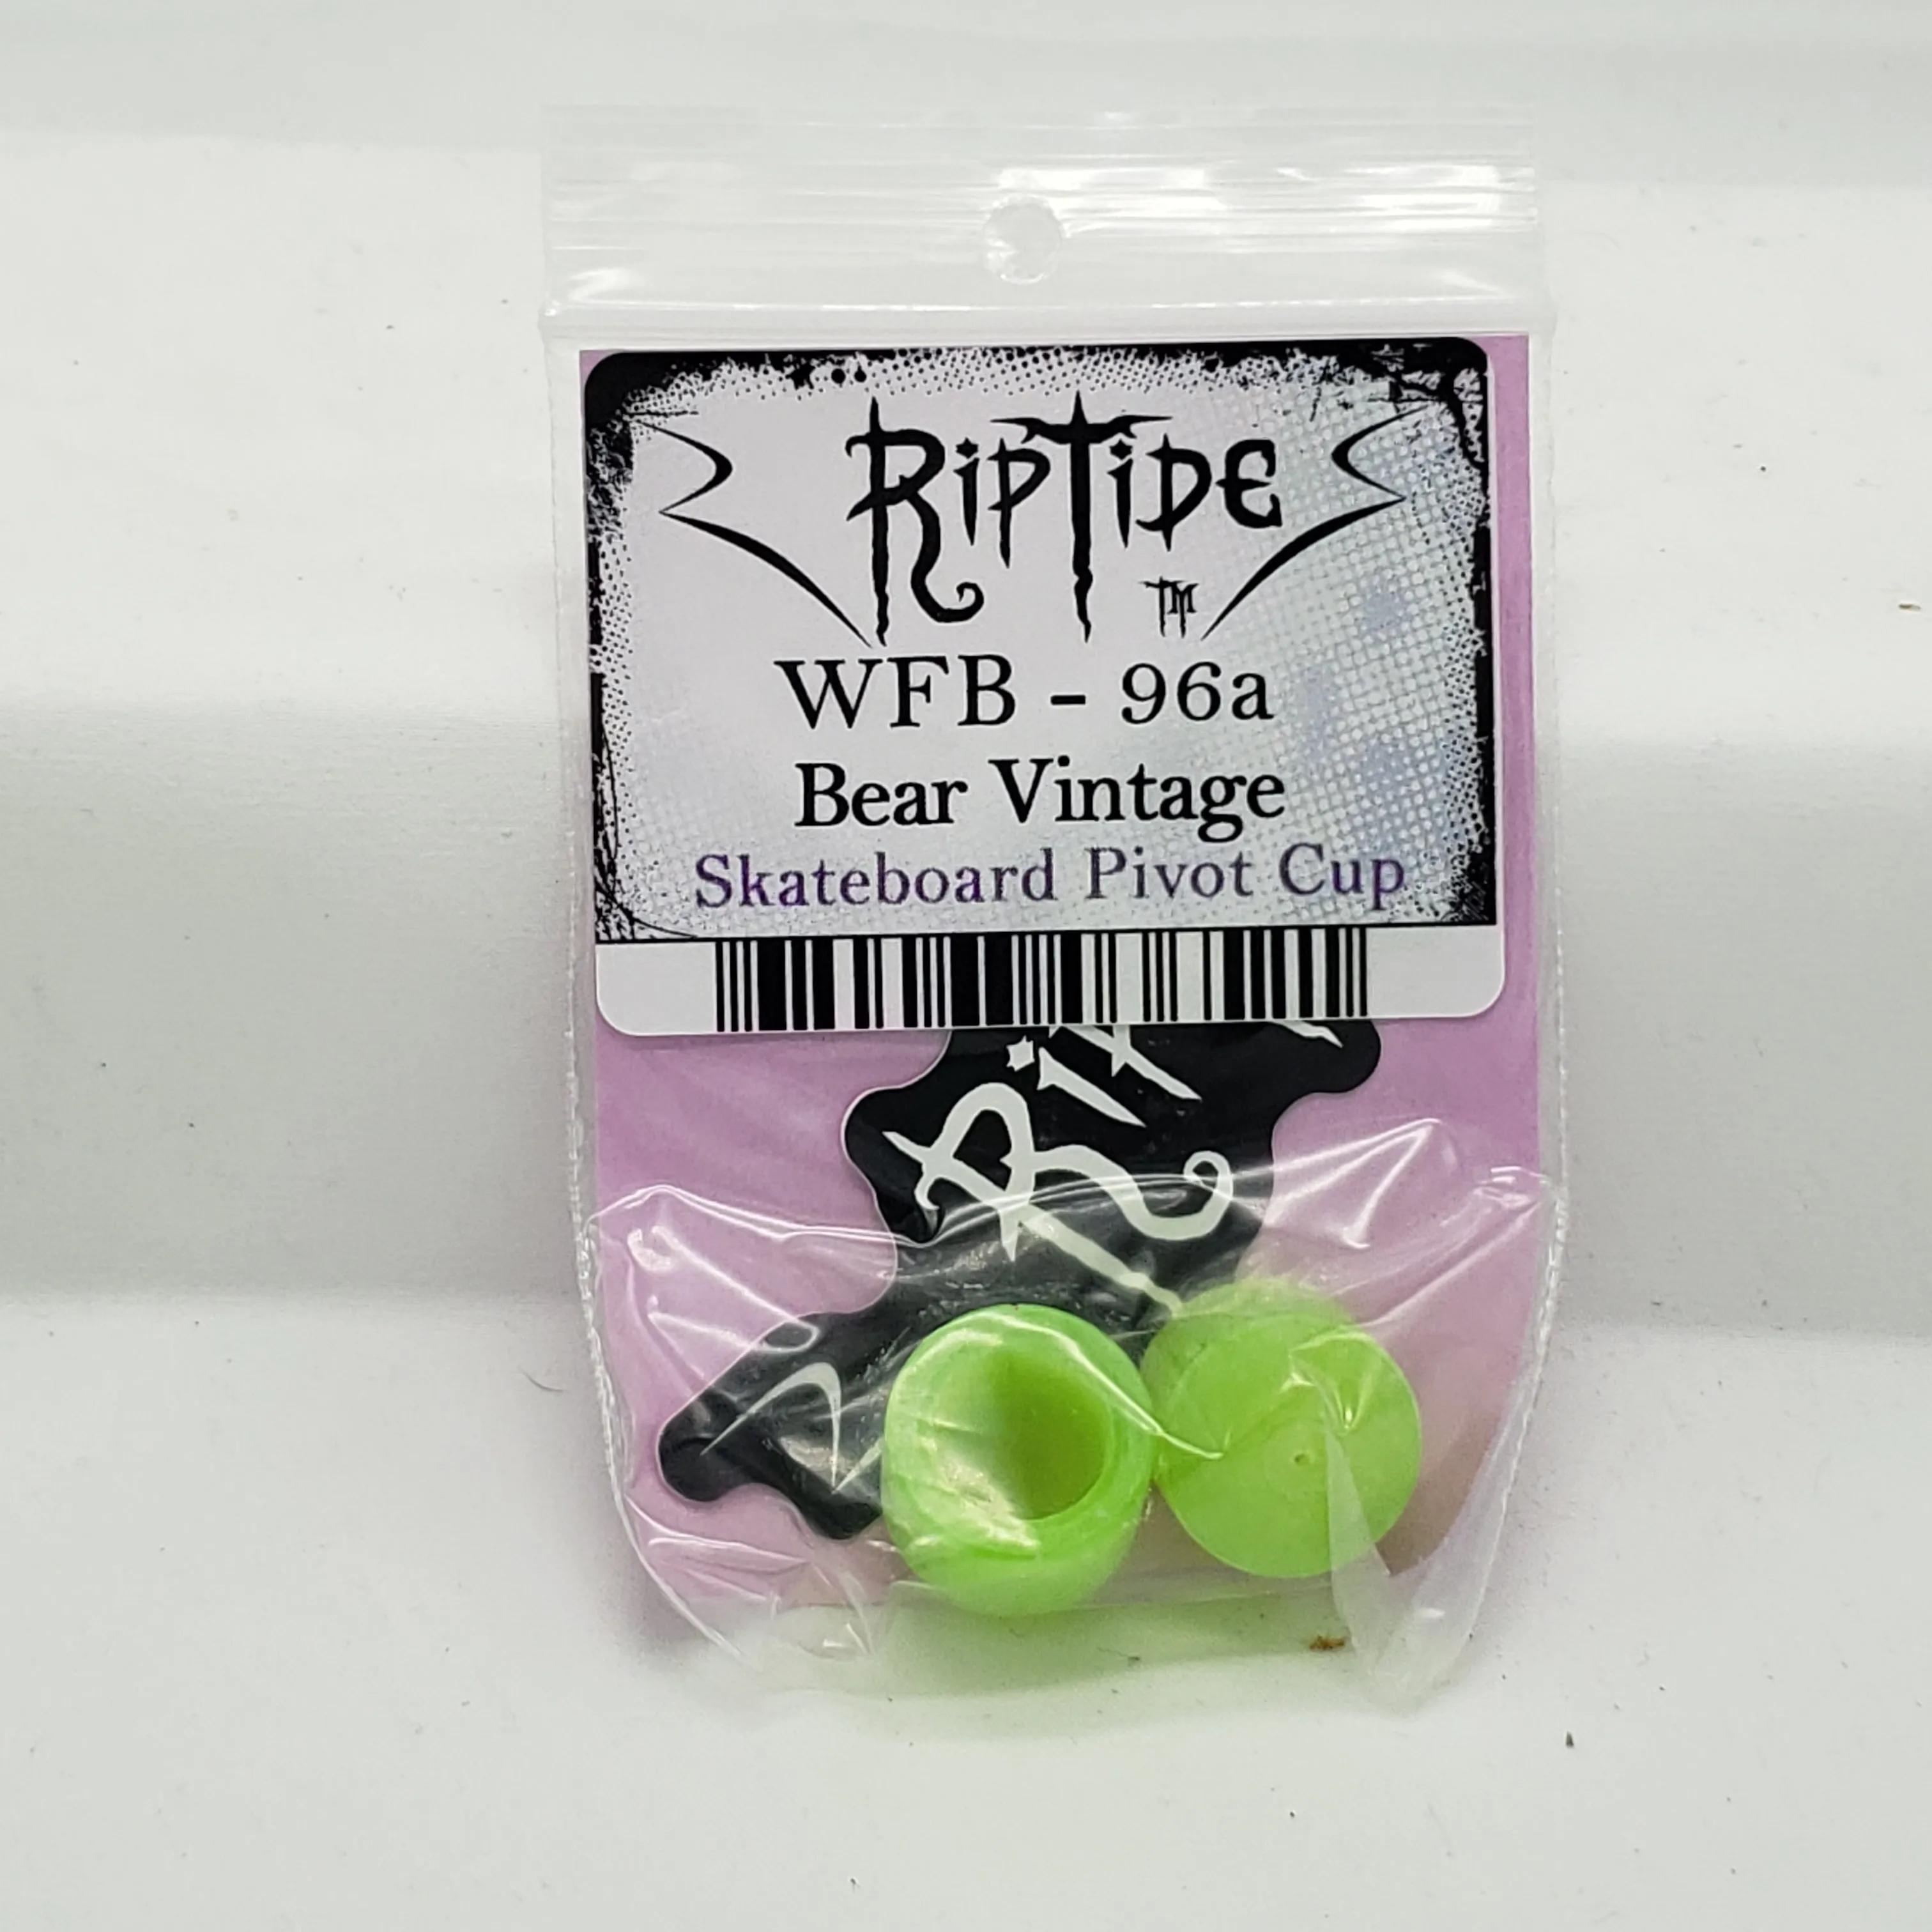 RipTide
TM
WFB - 96a
Bear Vintage
Skateboard Pivot Cup